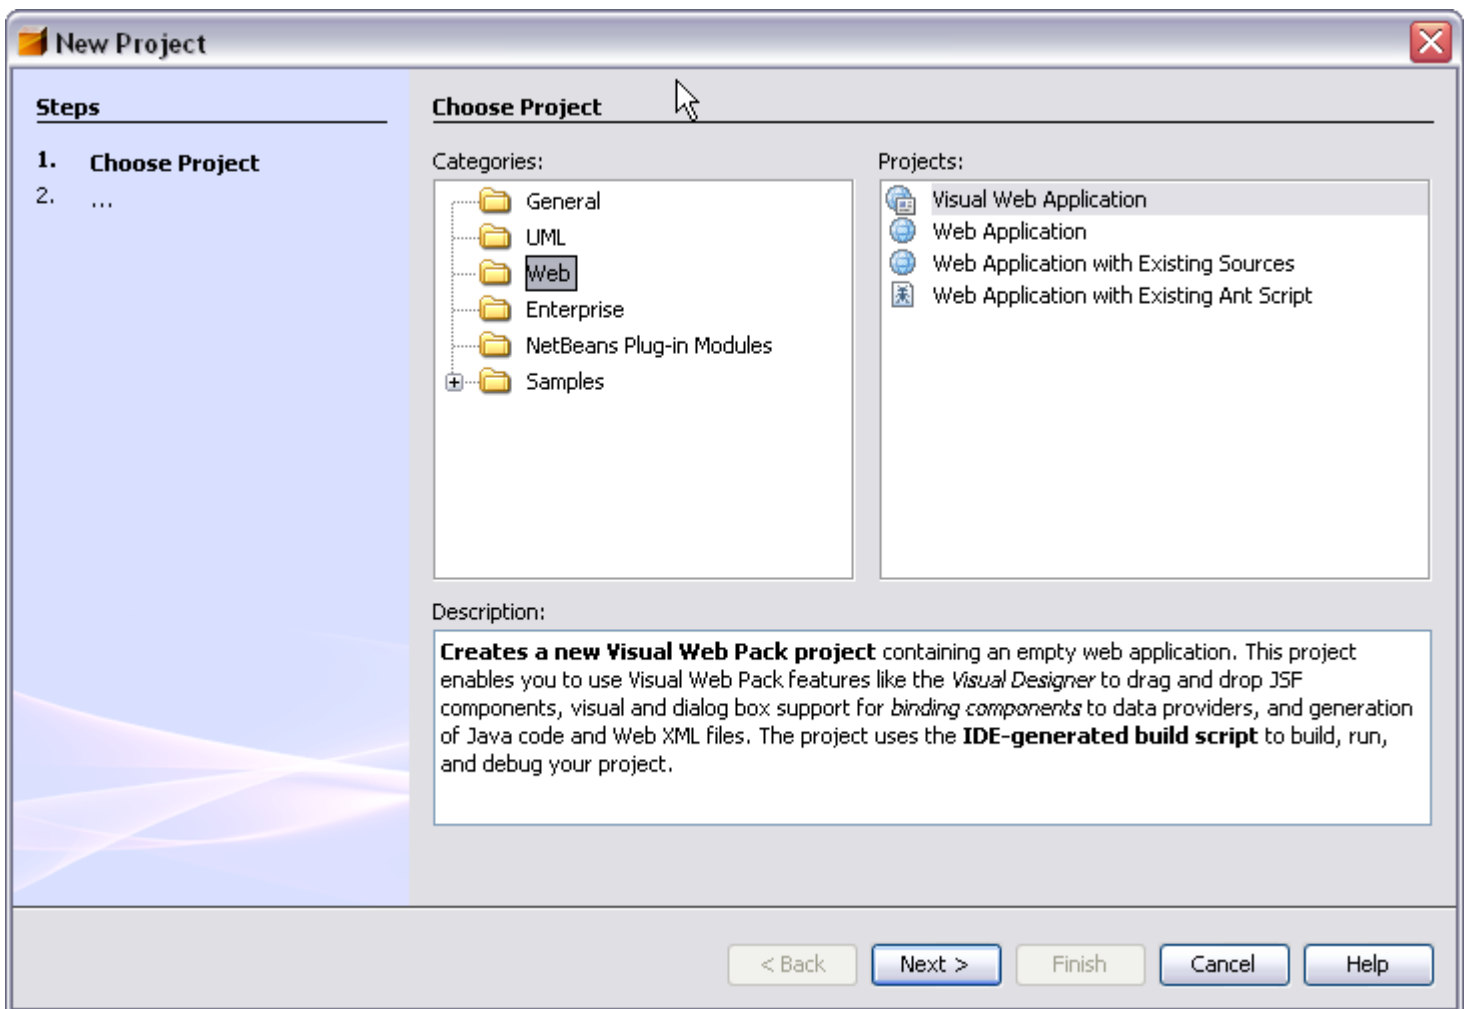 New Project
Steps
1. Choose Project
2. ...
Choose Project
Categories:
General
UML
Web
Enterprise
NetBeans Plug-in Modules
Samples
Projects:
Visual Web Application
Web Application
Web Application with Existing Sources
Web Application with Existing Ant Script
Description:
Creates a new Visual Web Pack project containing an empty web application. This project
enables you to use Visual Web Pack features like the Visual Designer to drag and drop JSF
components, visual and dialog box support for binding components to data providers, and generation
of Java code and Web XML files. The project uses the IDE-generated build script to build, run,
and debug your project.
< Back
Next >
Finish
Cancel
Help